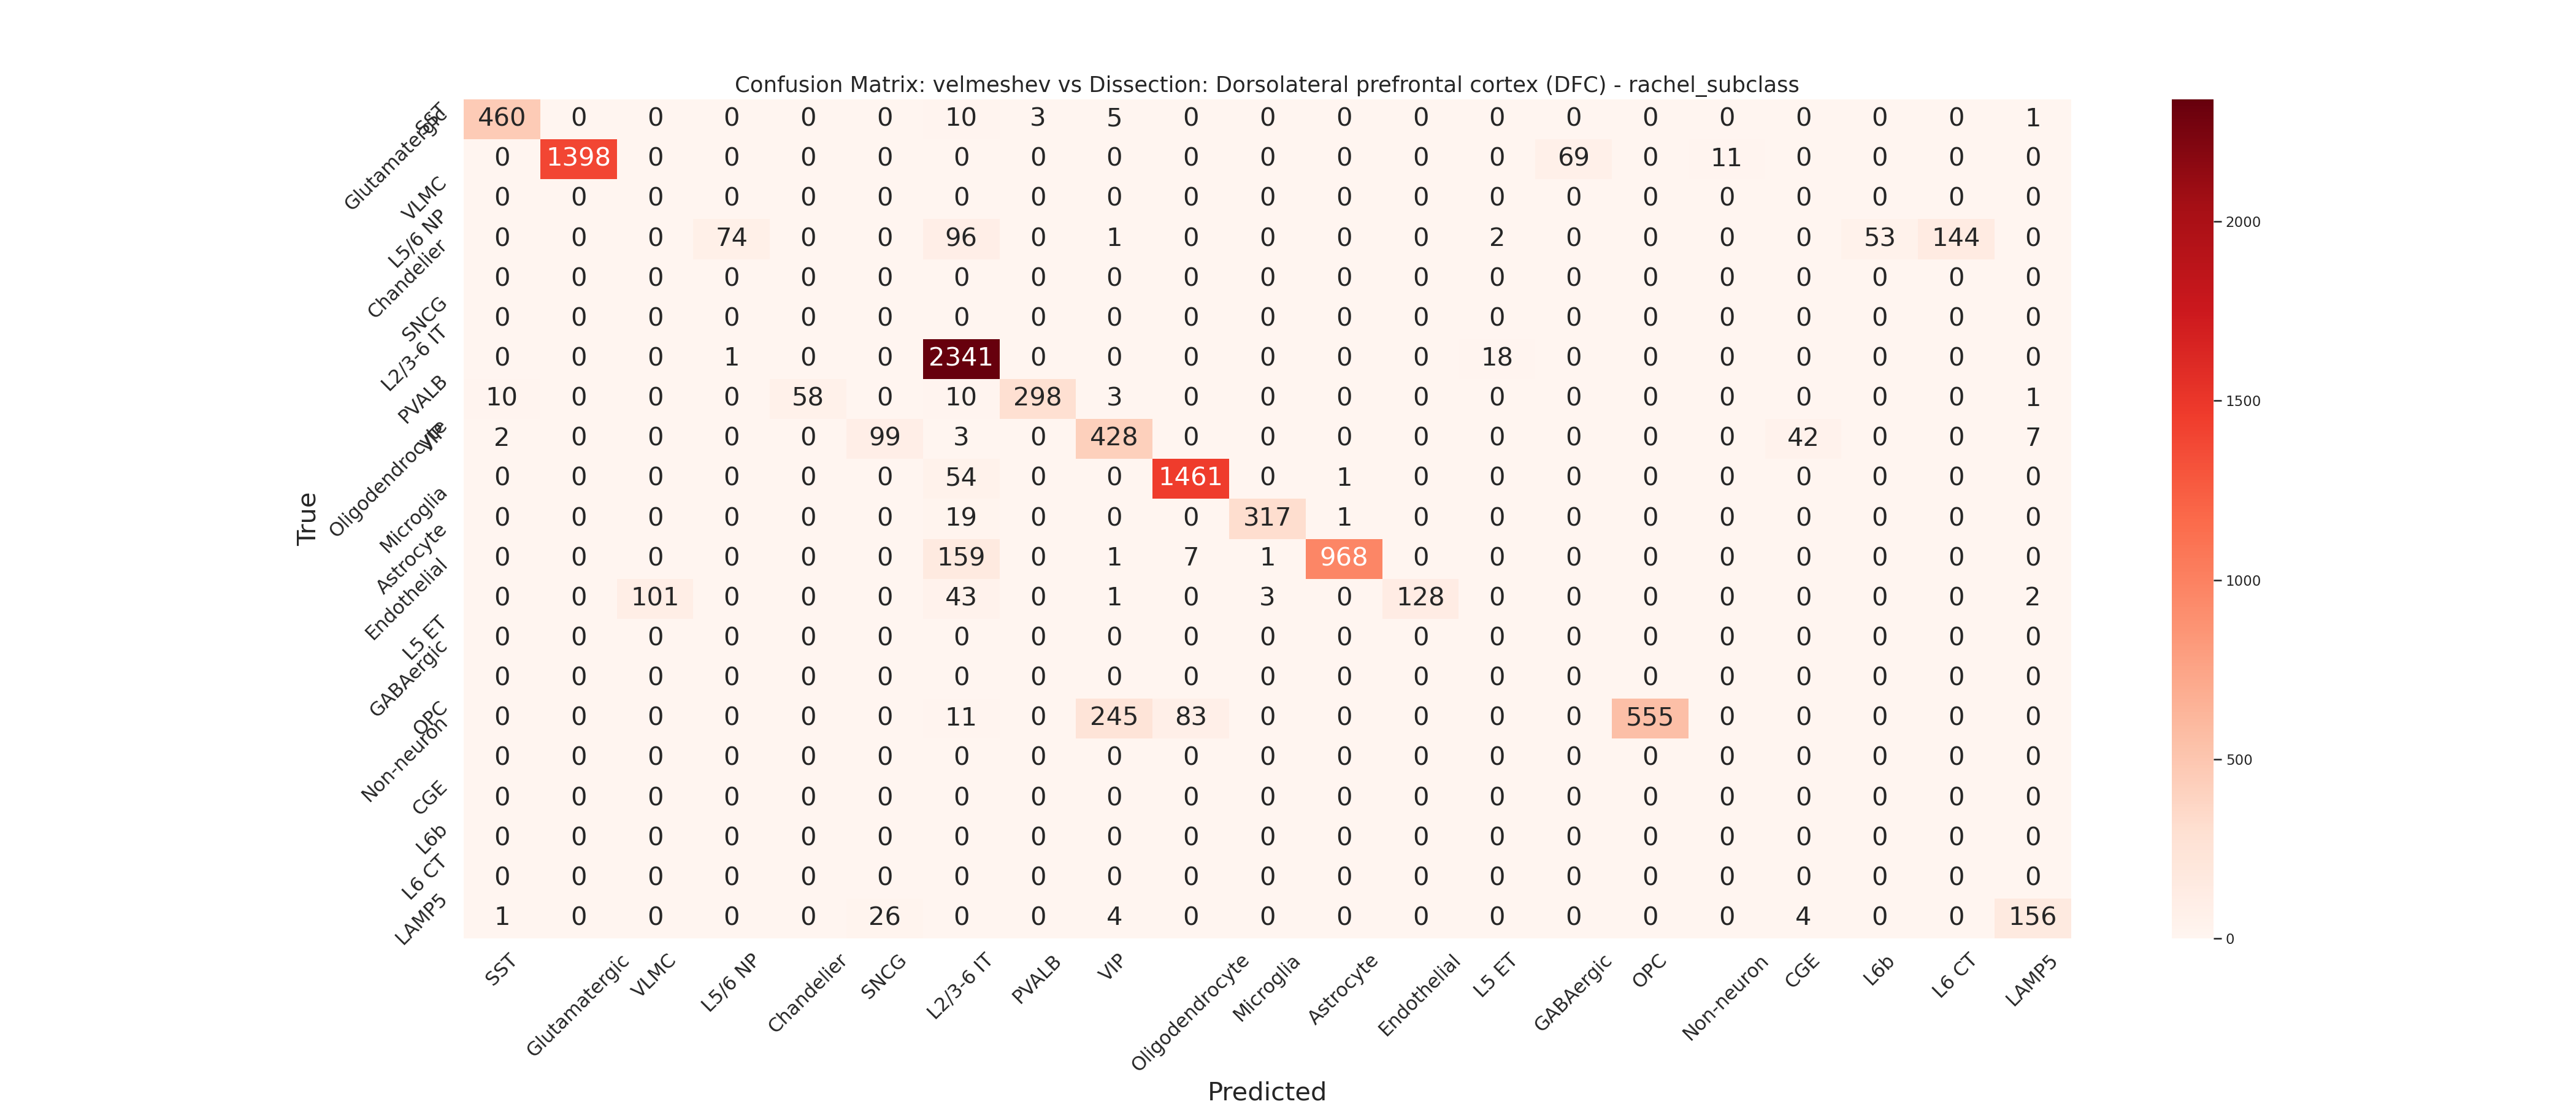 Confusion Matrix: velmeshev vs Dissection: Dorsolateral prefrontal cortex (DFC) - rachel_subclass
True
SST 460 0 0 0 0 0 10 3 5 0 0 0 0 0 0 0 0 0 0 0 1
Glutamatergic 0 1398 0 0 0 0 0 0 0 0 0 0 0 0 69 0 11 0 0 0 0
VLMC 0 0 0 0 0 0 0 0 0 0 0 0 0 0 0 0 0 0 0 0 0
L5/6 NP 0 0 0 74 0 0 96 0 1 0 0 0 0 2 0 0 0 0 53 144 0
Chandelier 0 0 0 0 0 0 0 0 0 0 0 0 0 0 0 0 0 0 0 0 0
SNCG 0 0 0 0 0 0 0 0 0 0 0 0 0 0 0 0 0 0 0 0 0
L2/3-6 IT 0 0 0 1 0 0 2341 0 0 0 0 0 0 18 0 0 0 0 0 0 0
PVALB 10 0 0 0 58 0 10 298 3 0 0 0 0 0 0 0 0 0 0 0 1
VIP 2 0 0 0 0 99 3 0 428 0 0 0 0 0 0 0 0 42 0 0 7
Oligodendrocyte 0 0 0 0 0 0 54 0 0 1461 0 1 0 0 0 0 0 0 0 0 0
Microglia 0 0 0 0 0 0 19 0 0 0 317 1 0 0 0 0 0 0 0 0 0
Astrocyte 0 0 0 0 0 0 159 0 1 7 1 968 0 0 0 0 0 0 0 0 0
Endothelial 0 0 101 0 0 0 43 0 1 0 3 0 128 0 0 0 0 0 0 0 2
L5 ET 0 0 0 0 0 0 0 0 0 0 0 0 0 0 0 0 0 0 0 0 0
GABAergic 0 0 0 0 0 0 0 0 0 0 0 0 0 0 0 0 0 0 0 0 0
OPC 0 0 0 0 0 0 11 0 245 83 0 0 0 0 0 555 0 0 0 0 0
Non-neuron 0 0 0 0 0 0 0 0 0 0 0 0 0 0 0 0 0 0 0 0 0
CGE 0 0 0 0 0 0 0 0 0 0 0 0 0 0 0 0 0 0 0 0 0
L6b 0 0 0 0 0 0 0 0 0 0 0 0 0 0 0 0 0 0 0 0 0
L6 CT 0 0 0 0 0 0 0 0 0 0 0 0 0 0 0 0 0 0 0 0 0
LAMP5 1 0 0 0 0 26 0 0 4 0 0 0 0 0 0 0 0 4 0 0 156
SST Glutamatergic VLMC L5/6 NP Chandelier SNCG L2/3-6 IT PVALB VIP Oligodendrocyte Microglia Astrocyte Endothelial L5 ET GABAergic OPC Non-neuron CGE L6b L6 CT LAMP5
Predicted
2000
1500
1000
500
0